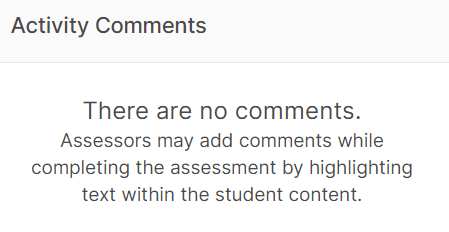 Activity Comments
There are no comments.
Assessors may add comments while
completing the assessment by highlighting
text within the student content.